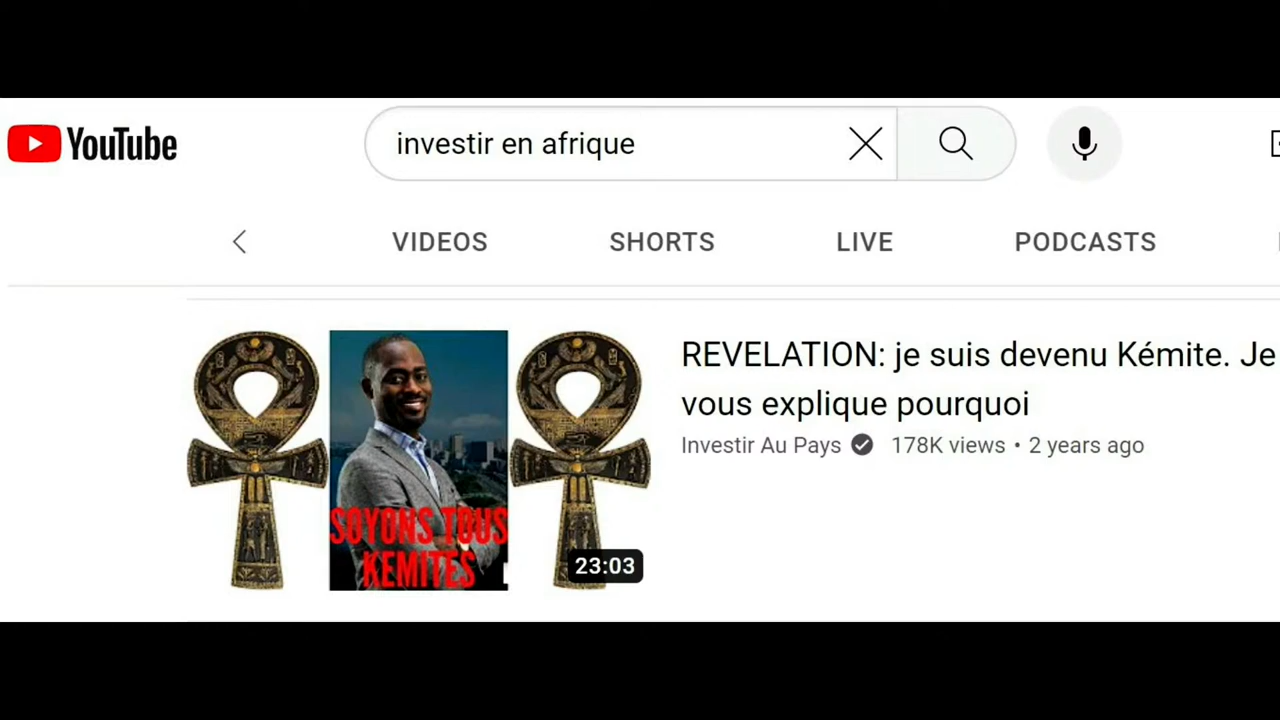 YouTube
investir en afrique
VIDEOS
SHORTS
LIVE
PODCASTS
REVELATION: je suis devenu Kémite. Je
vous explique pourquoi
Investir Au Pays
178K views • 2 years ago
SOYONS TOUS
KEMITES
23:03